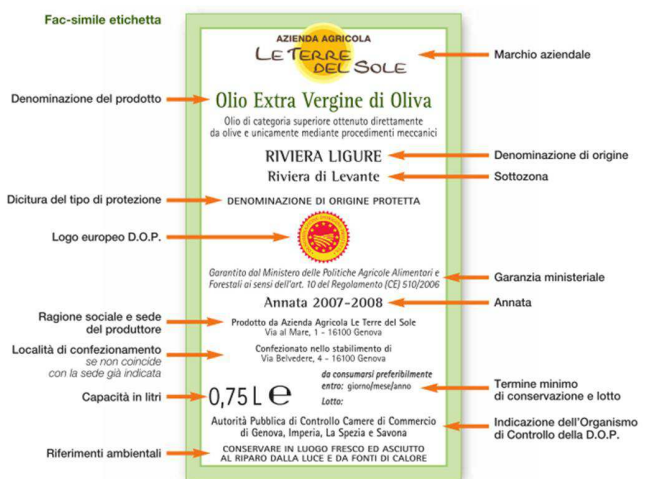 Fac-simile etichetta
AZIENDA AGRICOLA
LE TERRE
DEL SOLE
Marchio aziendale
Denominazione del prodotto
Olio Extra Vergine di Oliva
Olio di categoria superiore ottenuto direttamente
da olive e unicamente mediante procedimenti meccanici
RIVIERA LIGURE
Denominazione di origine
Riviera di Levante
Sottozona
Dicitura del tipo di protezione
DENOMINAZIONE DI ORIGINE PROTETTA
Logo europeo D.O.P.
Garantito dal Ministero delle Politiche Agricole Alimentari e
Forestali ai sensi dell'art. 10 del Regolamento (CE) 510/2006
Garanzia ministeriale
Annata 2007-2008
Annata
Ragione sociale e sede
del produttore
Prodotto da Azienda Agricola Le Terre del Sole
Via al Mare, 1 - 16100 Genova
Località di confezionamento
se non coincide
con la sede già indicata
Confezionato nello stabilimento di
Via Belvedere, 4 - 16100 Genova
da consumarsi preferibilmente
entro: giorno/mese/anno
Lotto:
Termine minimo
di conservazione e lotto
Capacità in litri
0,75 L e
Autorità Pubblica di Controllo Camere di Commercio
di Genova, Imperia, La Spezia e Savona
Indicazione dell'Organismo
di Controllo della D.O.P.
Riferimenti ambientali
CONSERVARE IN LUOGO FRESCO ED ASCIUTTO
AL RIPARO DALLA LUCE E DA FONTI DI CALORE